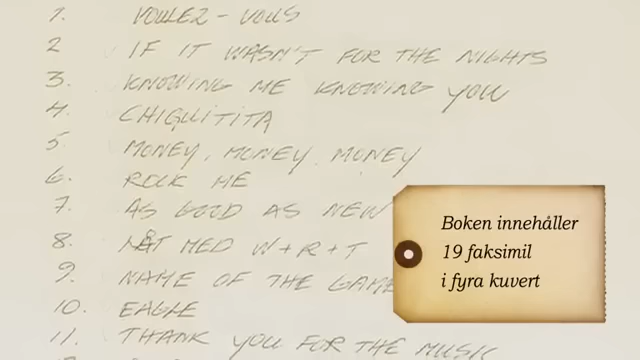 1. VOULEZ-VOUS
2 IF IT WASN'T FOR THE NIGHTS
3. KNOWING ME KNOWING YOU
4. CHIQUITITA
5 MONEY, MONEY, MONEY
6. ROCK ME
7. AS GOOD AS NEW
8. LÅT MED W+R+T
9. NAME OF THE GAME
10. EAGLE
11. THANK YOU FOR THE MUSIC
Boken innehåller
19 faksimil
i fyra kuvert